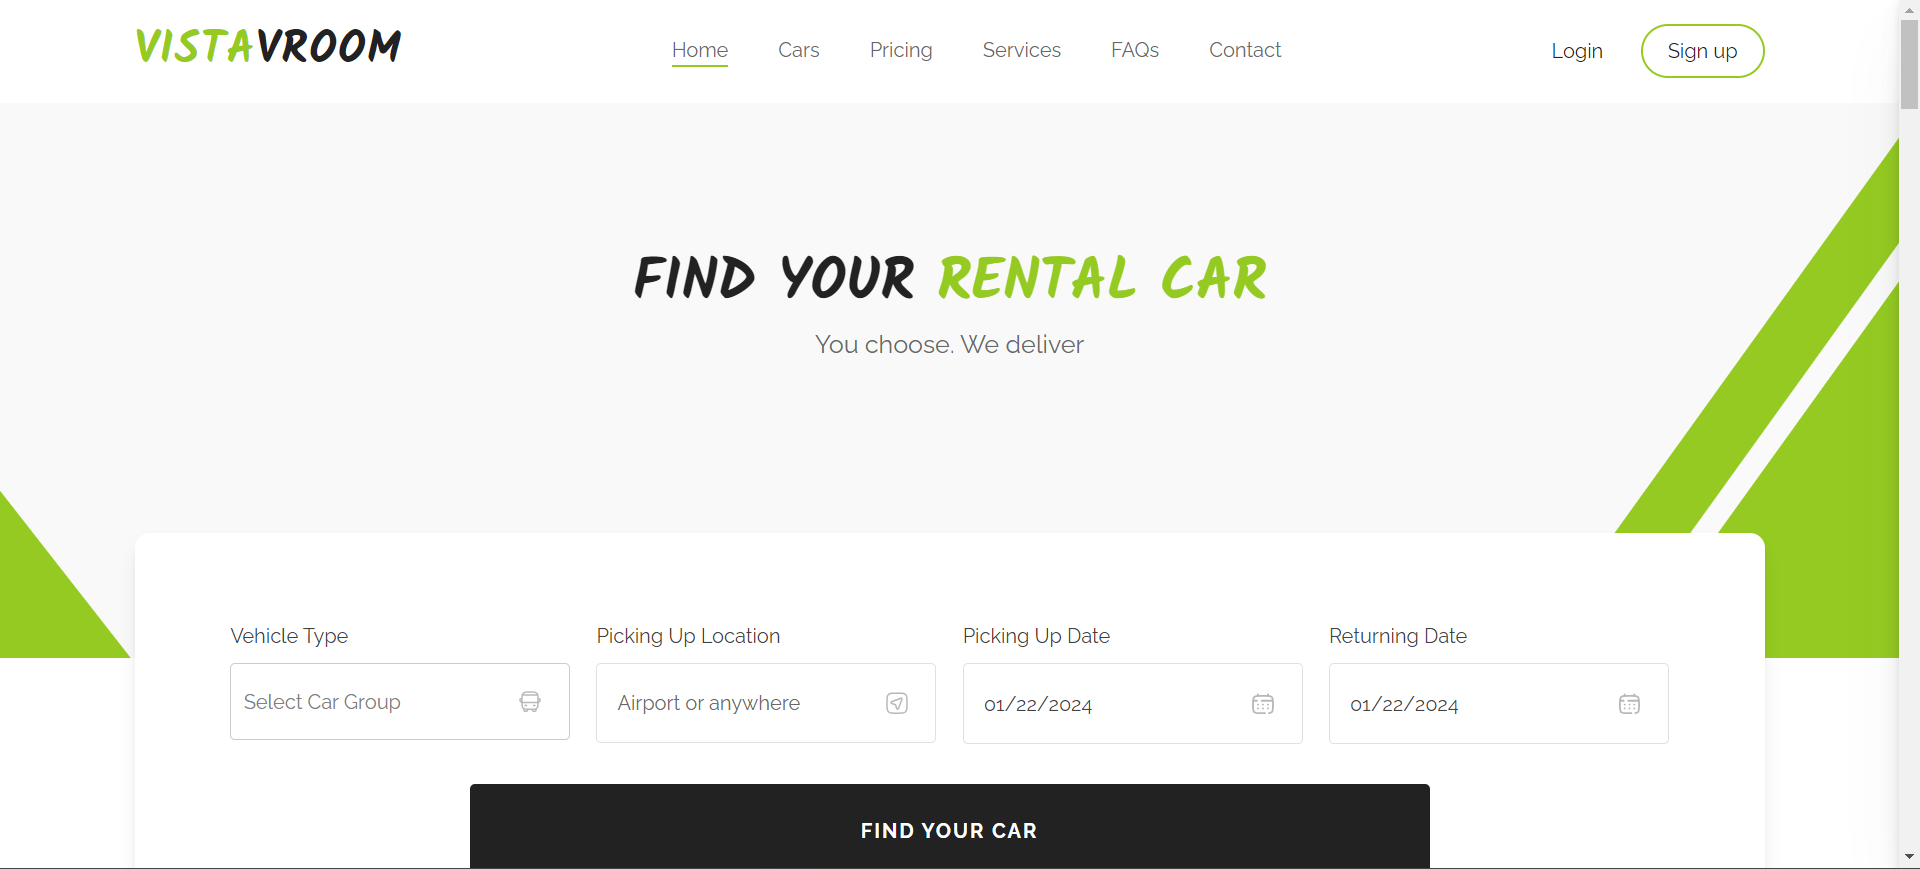 VISTAVROOM
Home Cars Pricing Services FAQs Contact
Login Sign up
FIND YOUR RENTAL CAR
You choose. We deliver
Vehicle Type Picking Up Location Picking Up Date Returning Date
Select Car Group Airport or anywhere 01/22/2024 01/22/2024
FIND YOUR CAR